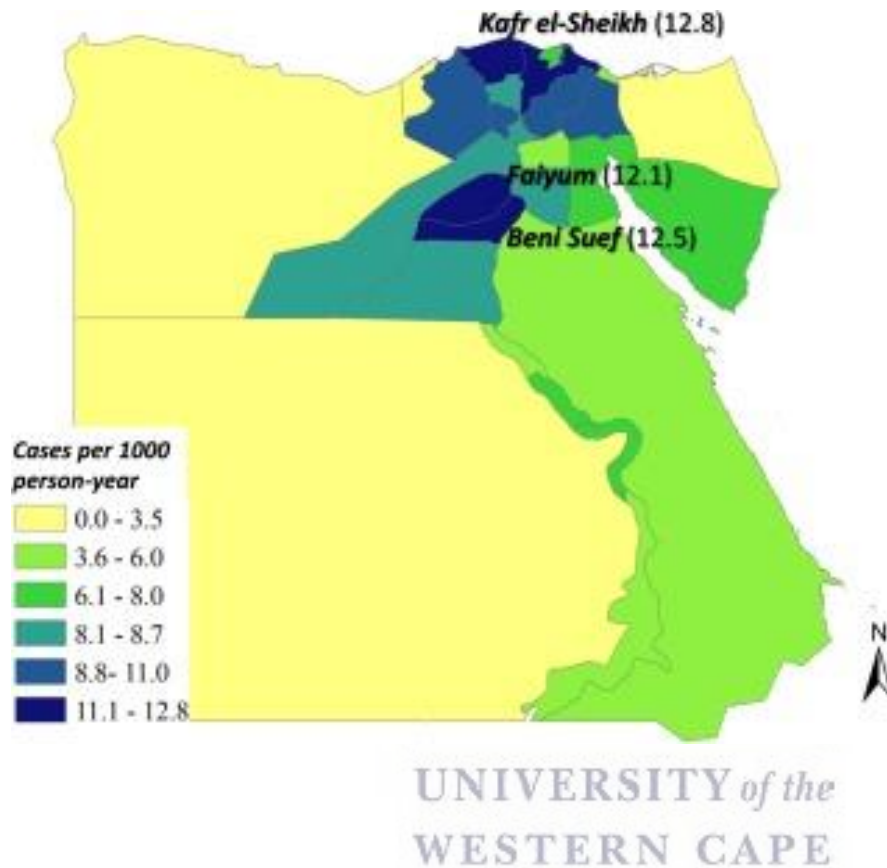 Kafr el-Sheikh (12.8)
Faiyum (12.1)
Beni Suef (12.5)
Cases per 1000
person-year
0.0 - 3.5
3.6 - 6.0
6.1 - 8.0
8.1 - 8.7
8.8- 11.0
11.1 - 12.8
N
UNIVERSITY of the
WESTERN CAPE